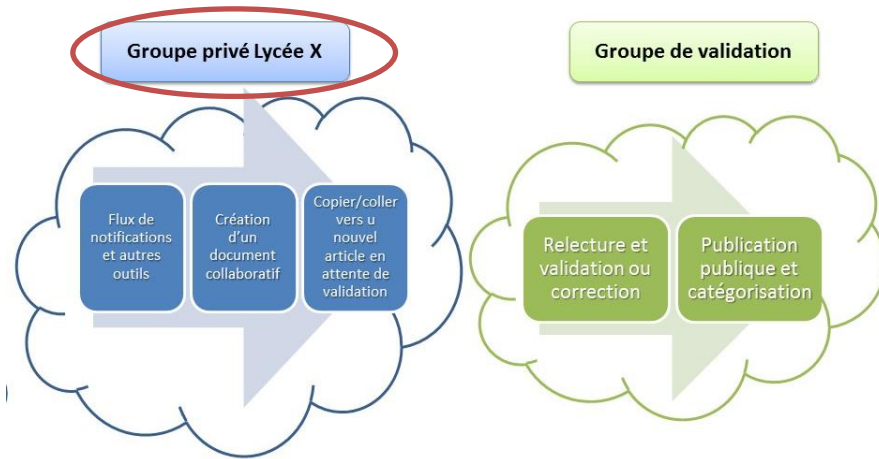 Groupe privé Lycée X
Groupe de validation
Flux de
notifications
et autres
outils
Création
d'un
document
collaboratif
Copier/coller
vers u
nouvel
article en
attente de
validation
Relecture et
validation ou
correction
Publication
publique et
catégorisation